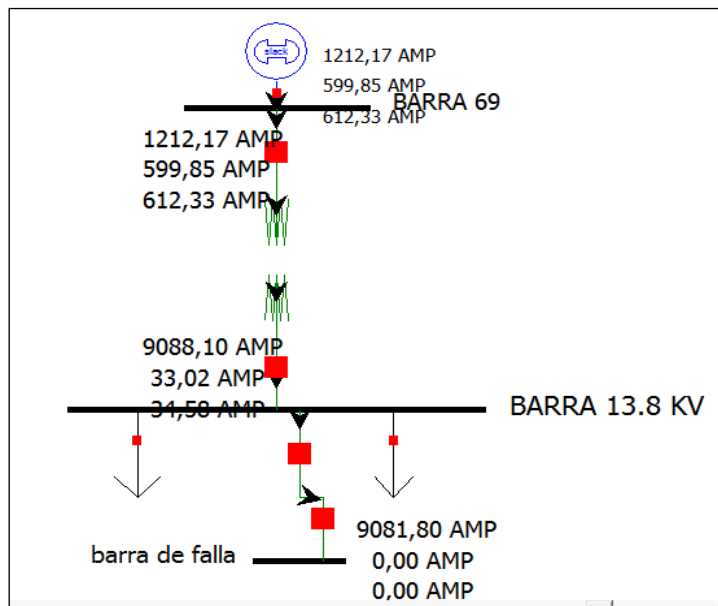 slack
1212,17 AMP
599,85 AMP
612,33 AMP
BARRA 69
1212,17 AMP
599,85 AMP
612,33 AMP
9088,10 AMP
33,02 AMP
34,58 AMP
BARRA 13.8 KV
9081,80 AMP
0,00 AMP
0,00 AMP
barra de falla